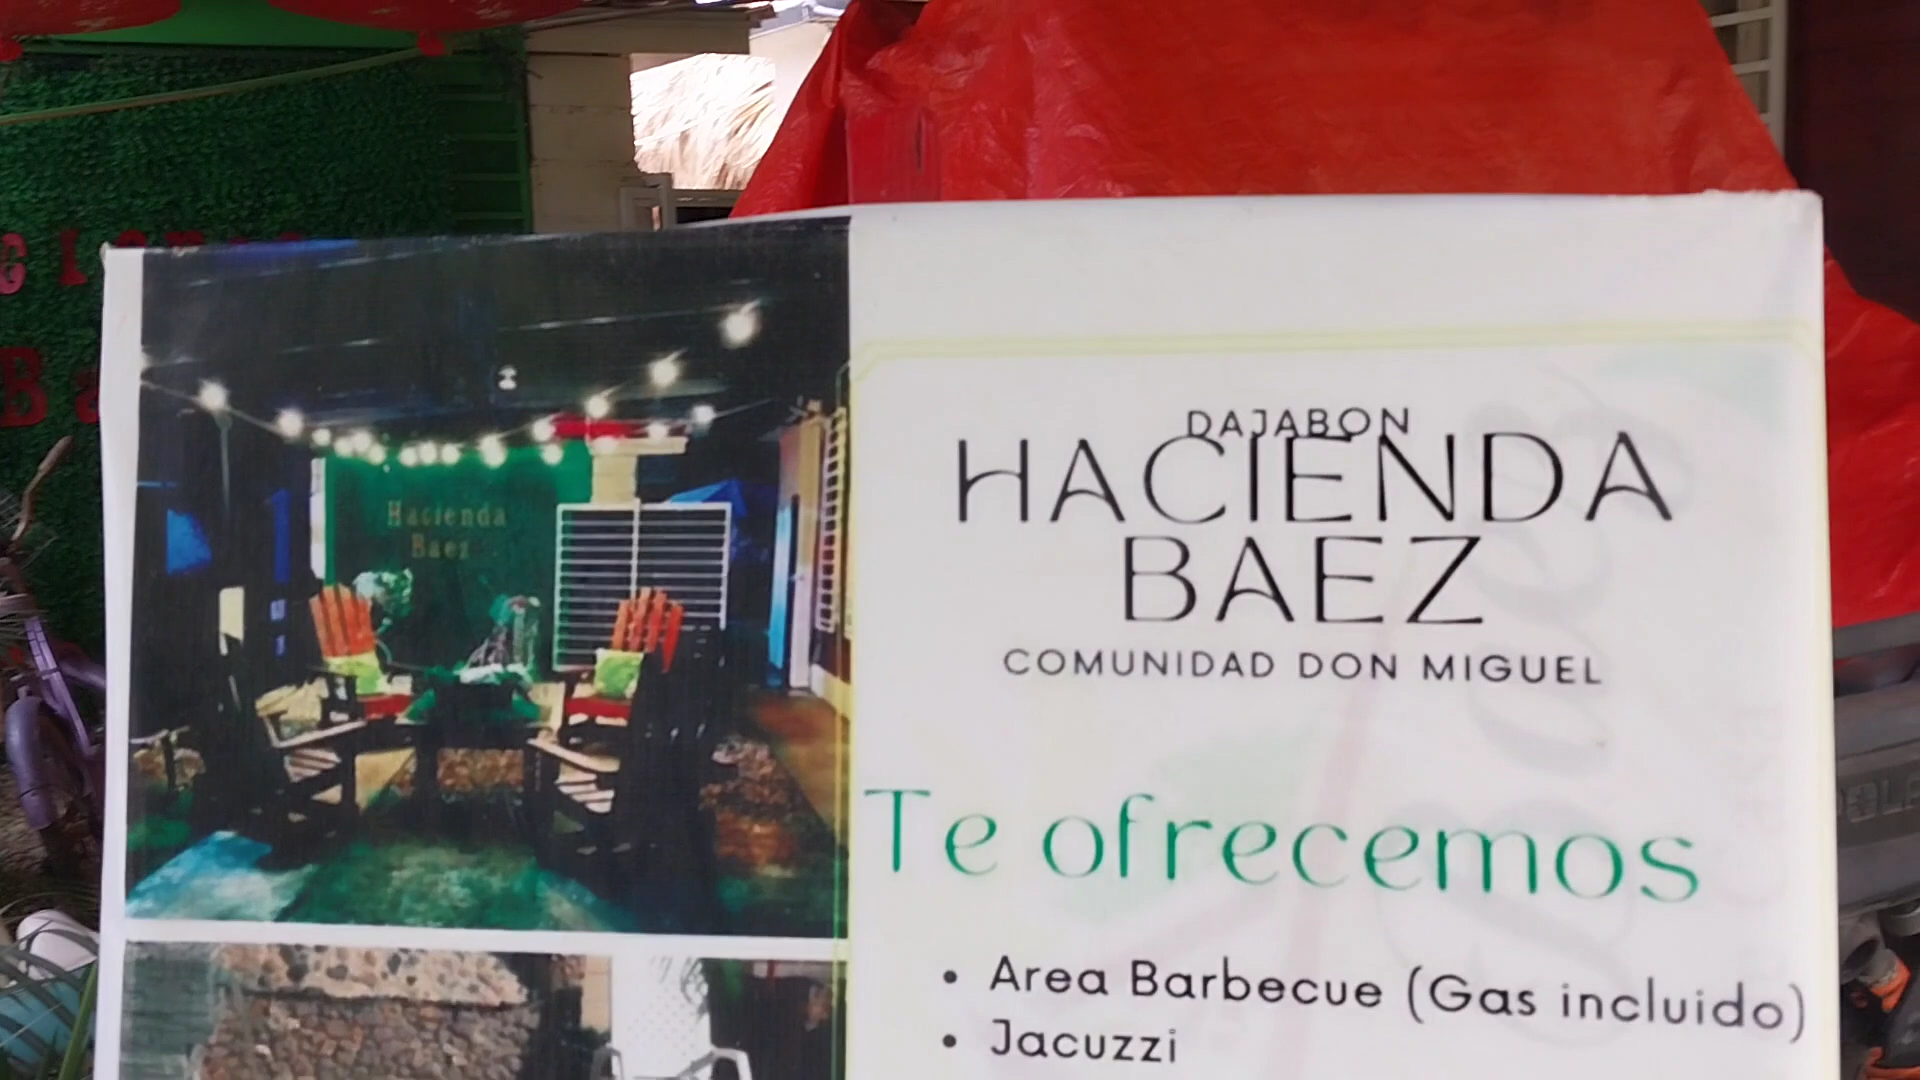 Hacienda
Baez
DAJABON
HACIENDA
BAEZ
COMUNIDAD DON MIGUEL
Te ofrecemos
• Area Barbecue (Gas incluido)
• Jacuzzi